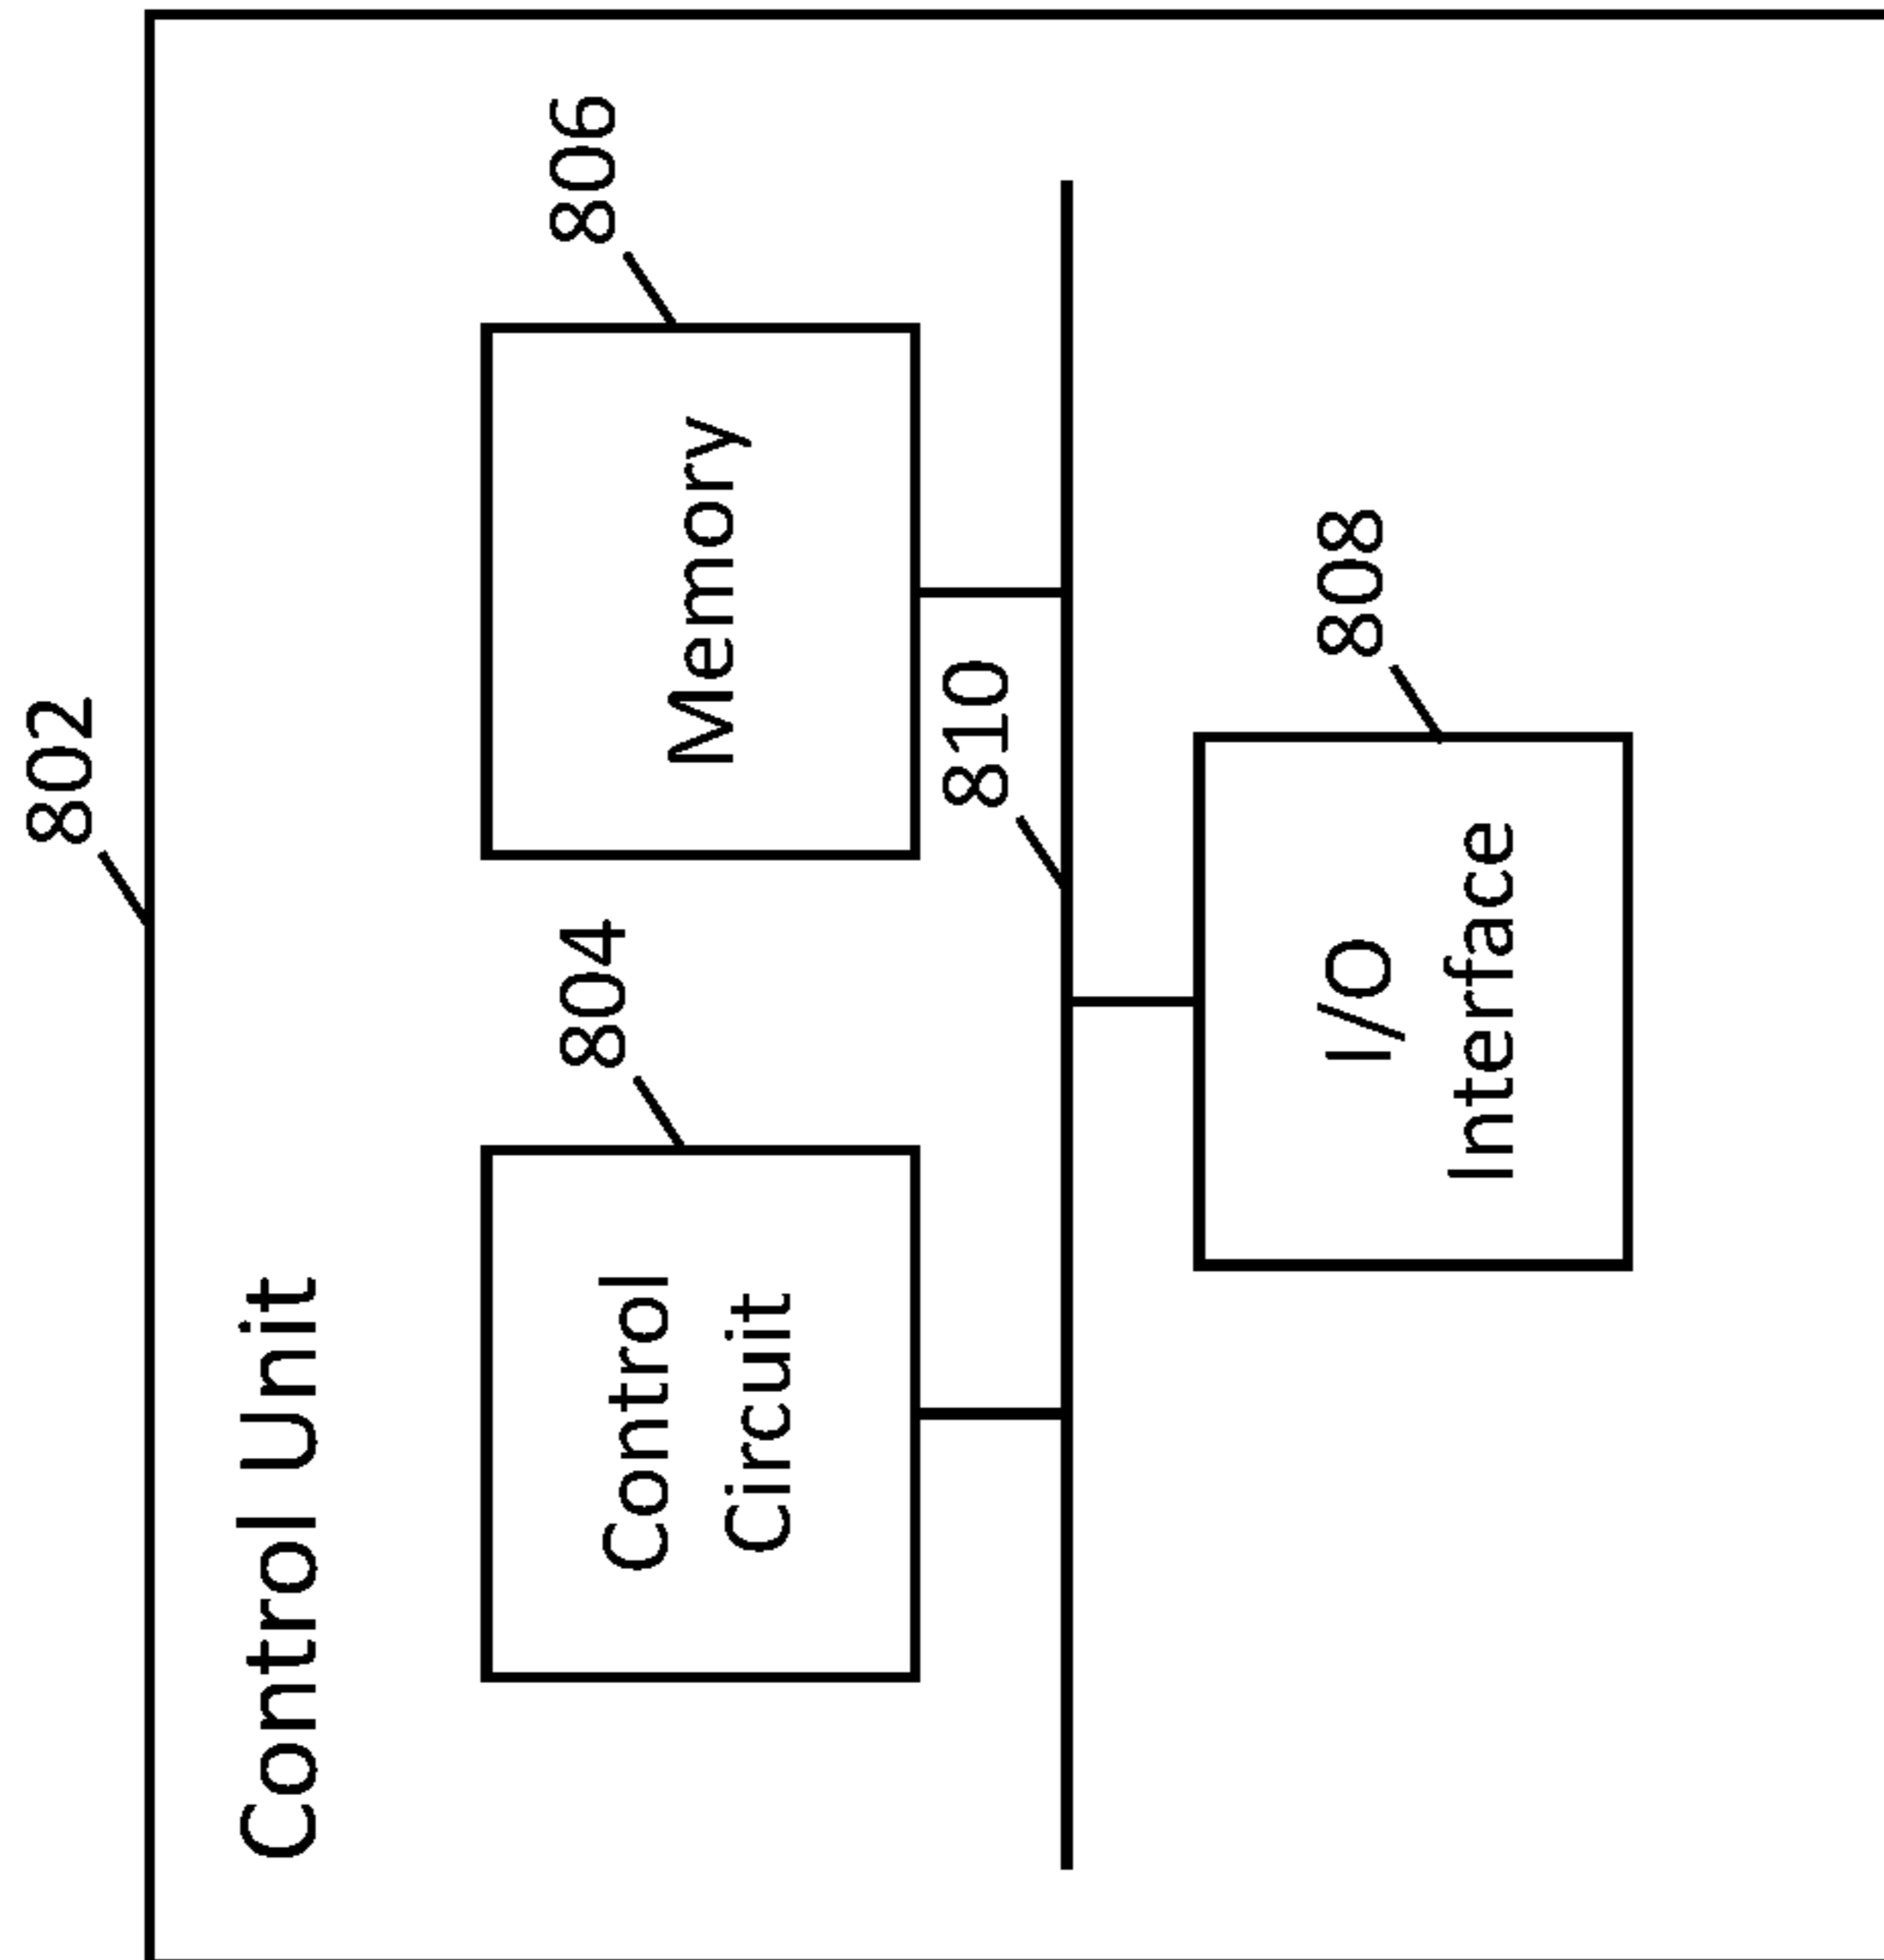 802
Control Unit
804
806
Control
Circuit
Memory
810
808
I/O
Interface